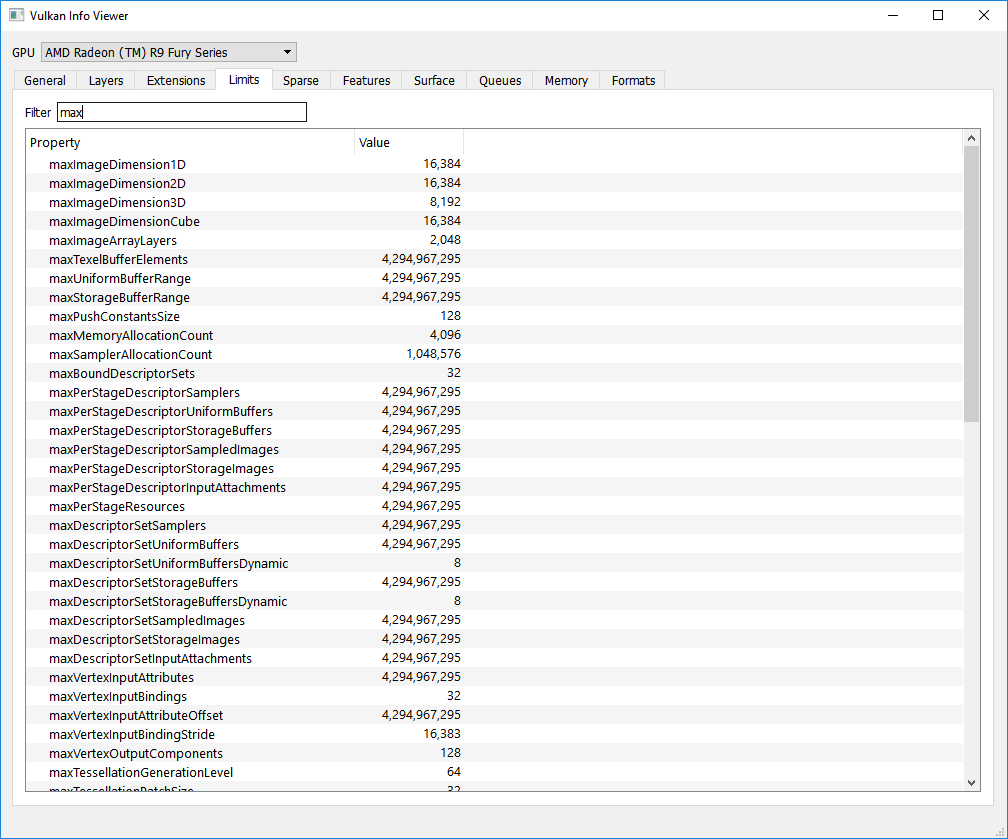 Vulkan Info Viewer
GPU AMD Radeon (TM) R9 Fury Series
General Layers Extensions Limits Sparse Features Surface Queues Memory Formats
Filter max
Property Value
maxImageDimension1D 16,384
maxImageDimension2D 16,384
maxImageDimension3D 8,192
maxImageDimensionCube 16,384
maxImageArrayLayers 2,048
maxTexelBufferElements 4,294,967,295
maxUniformBufferRange 4,294,967,295
maxStorageBufferRange 4,294,967,295
maxPushConstantsSize 128
maxMemoryAllocationCount 4,096
maxSamplerAllocationCount 1,048,576
maxBoundDescriptorSets 32
maxPerStageDescriptorSamplers 4,294,967,295
maxPerStageDescriptorUniformBuffers 4,294,967,295
maxPerStageDescriptorStorageBuffers 4,294,967,295
maxPerStageDescriptorSampledImages 4,294,967,295
maxPerStageDescriptorStorageImages 4,294,967,295
maxPerStageDescriptorInputAttachments 4,294,967,295
maxPerStageResources 4,294,967,295
maxDescriptorSetSamplers 4,294,967,295
maxDescriptorSetUniformBuffers 4,294,967,295
maxDescriptorSetUniformBuffersDynamic 8
maxDescriptorSetStorageBuffers 4,294,967,295
maxDescriptorSetStorageBuffersDynamic 8
maxDescriptorSetSampledImages 4,294,967,295
maxDescriptorSetStorageImages 4,294,967,295
maxDescriptorSetInputAttachments 4,294,967,295
maxVertexInputAttributes 4,294,967,295
maxVertexInputBindings 32
maxVertexInputAttributeOffset 4,294,967,295
maxVertexInputBindingStride 16,383
maxVertexOutputComponents 128
maxTessellationGenerationLevel 64
maxTessellationPatchSize 32